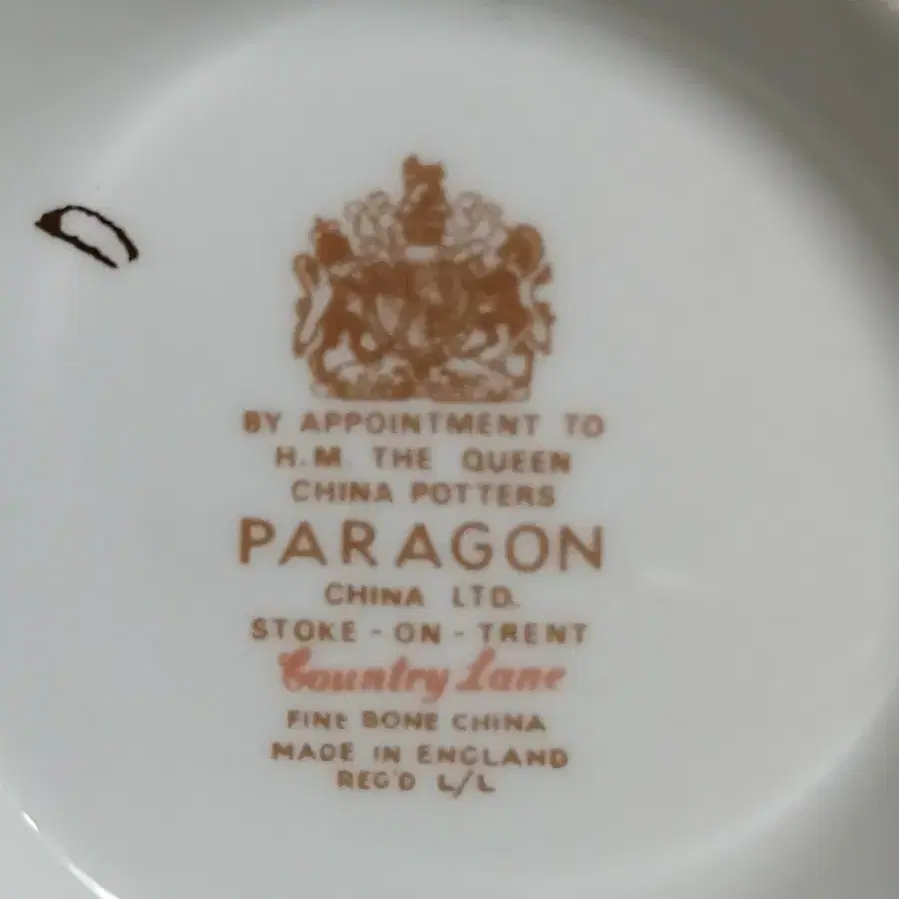 BY APPOINTMENT TO
H.M. THE QUEEN
CHINA POTTERS
PARAGON
CHINA LTD.
STOKE - ON - TRENT
Country Lane
FINE BONE CHINA
MADE IN ENGLAND
REG'D L/L